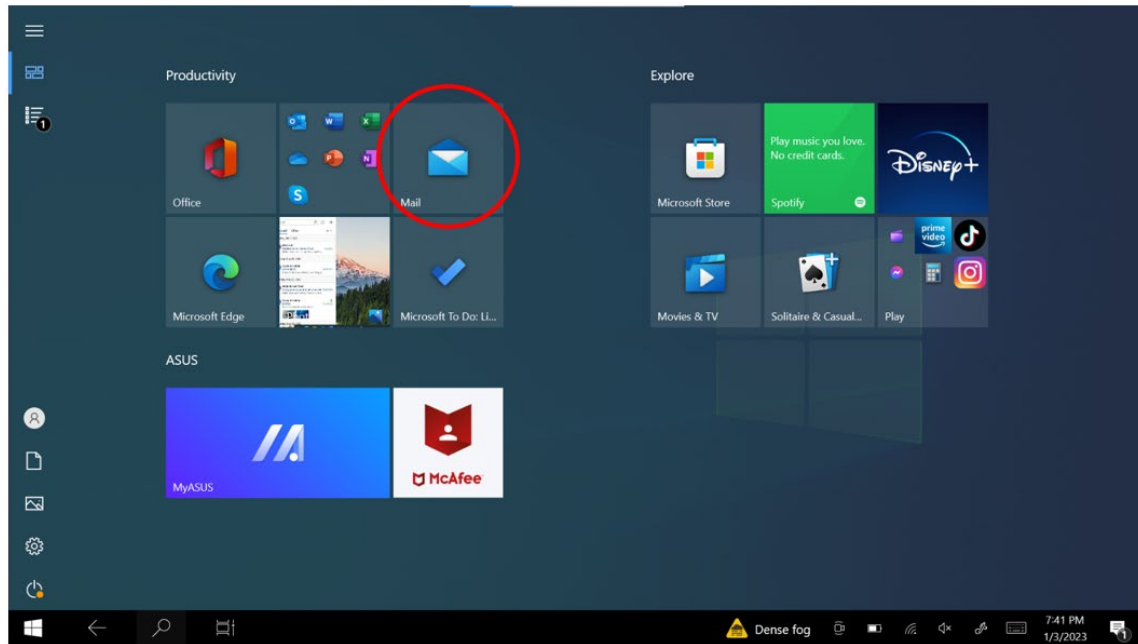 Productivity
Explore
Office
Mail
Microsoft Store
Play music you love.
No credit cards.
Spotify
Disney+
prime video
Microsoft Edge
Microsoft To Do: Li...
Movies & TV
Solitaire & Casual...
Play
ASUS
MyASUS
McAfee
1
Dense fog
7:41 PM
1/3/2023
1